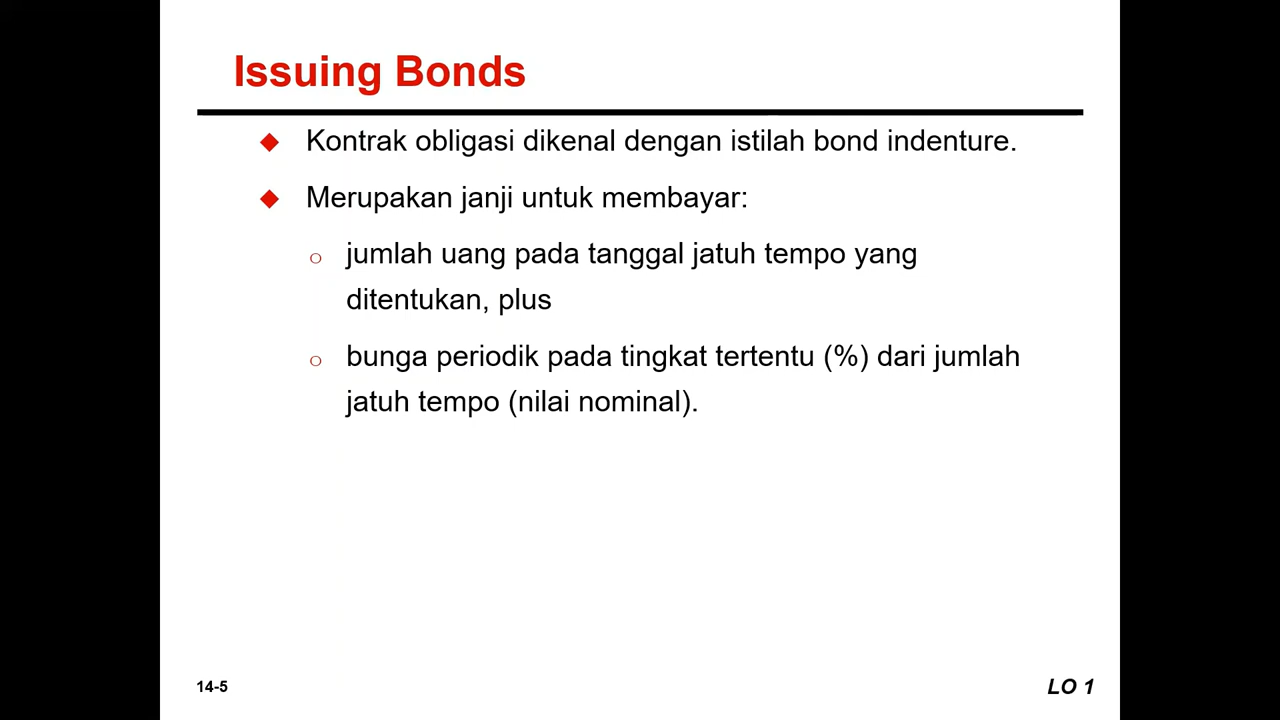 Issuing Bonds
Kontrak obligasi dikenal dengan istilah bond indenture.
Merupakan janji untuk membayar:
jumlah uang pada tanggal jatuh tempo yang
ditentukan, plus
bunga periodik pada tingkat tertentu (%) dari jumlah
jatuh tempo (nilai nominal).
14-5
LO 1